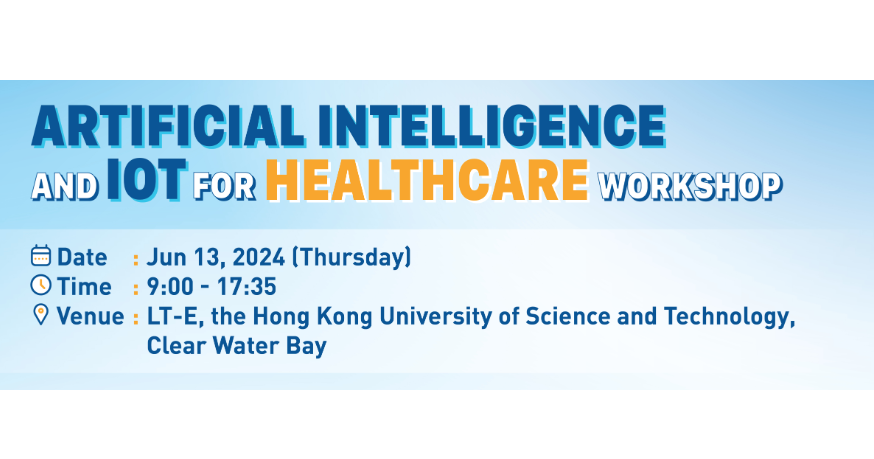 ARTIFICIAL INTELLIGENCE
AND IOT FOR HEALTHCARE WORKSHOP
Date : Jun 13, 2024 (Thursday)
Time : 9:00 - 17:35
Venue : LT-E, the Hong Kong University of Science and Technology,
Clear Water Bay